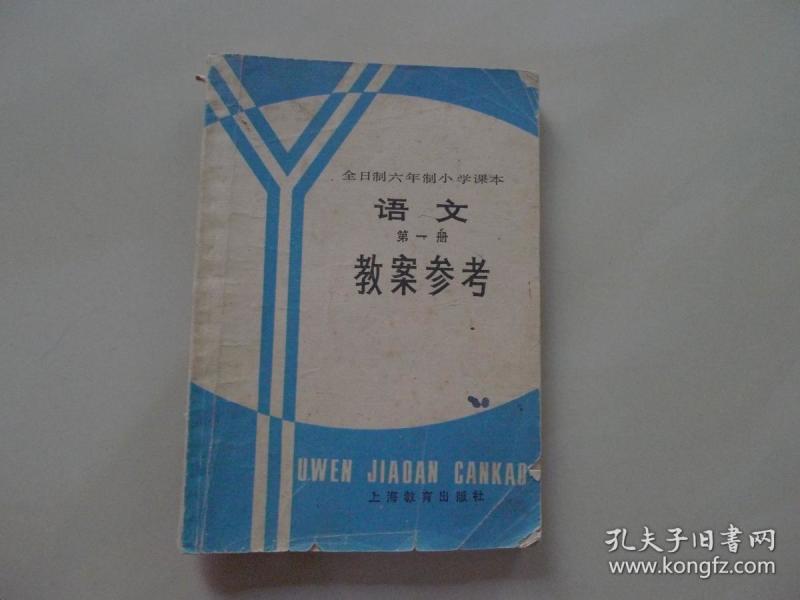 全日制六年制小学课本
语文
第一册
教案参考
YUWEN JIAOAN CANKAO
上海教育出版社
孔夫子旧书网
www.kongfz.com